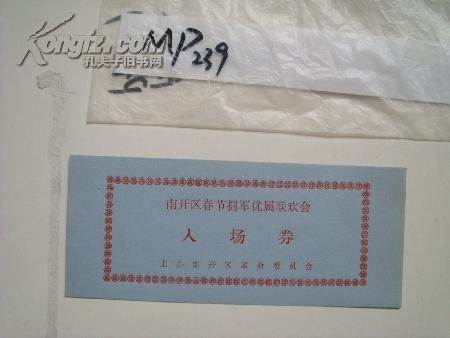 Kongfz.com
孔夫子旧书网
MP239
南开区春节拥军优属联欢会
入场券
主办南开区革命委员会